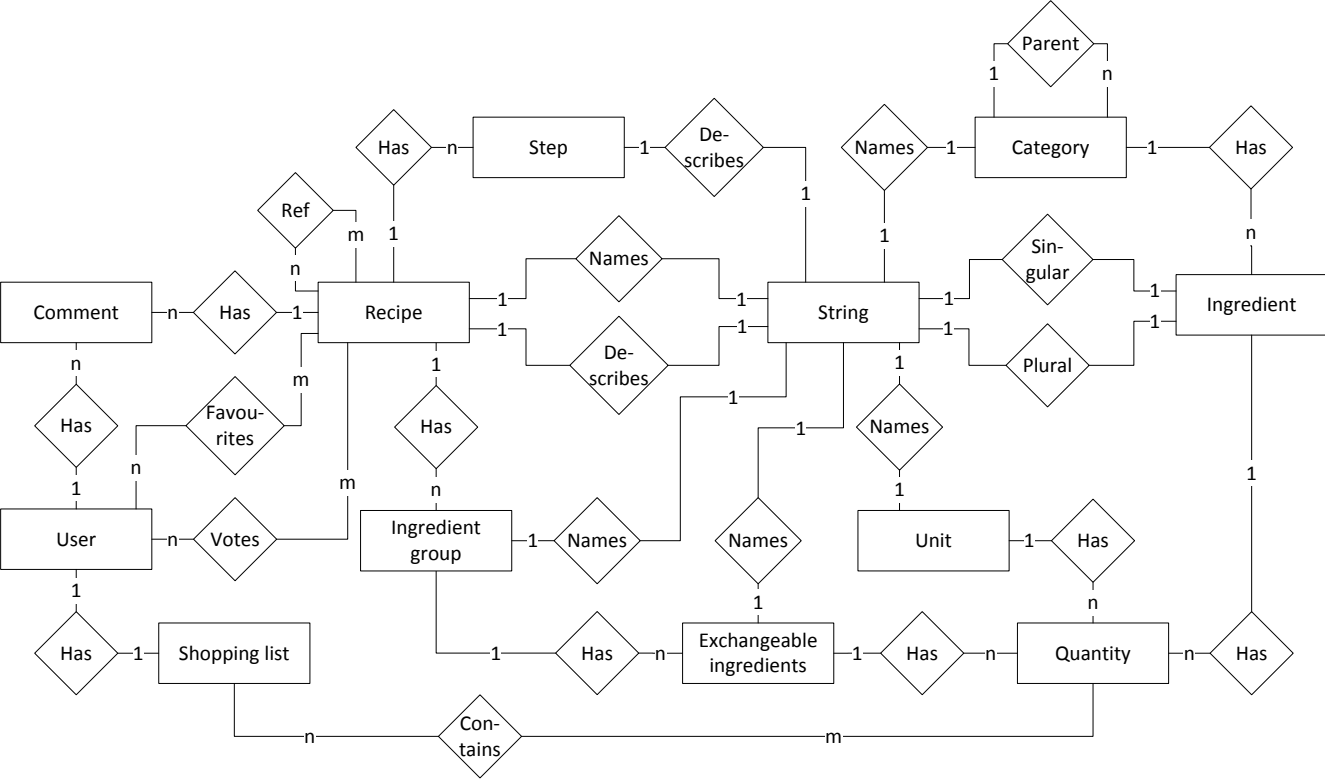 Parent
1
n
Has
n
Step
1
De-
scribes
Names
1
Category
1
Has
Ref
m
n
1
1
1
n
Names
Sin-
gular
Comment
n
Has
1
Recipe
1
1
String
1
1
Ingredient
1
De-
scribes
1
1
Plural
1
n
m
1
1
Has
Favou-
rites
Has
1
1
Names
n
m
n
1
1
1
User
n
Votes
Ingredient
group
1
Names
Names
Unit
1
Has
1
1
n
Has
1
Shopping list
1
Has
n
Exchangeable
ingredients
1
Has
n
Quantity
n
Has
n
Con-
tains
m